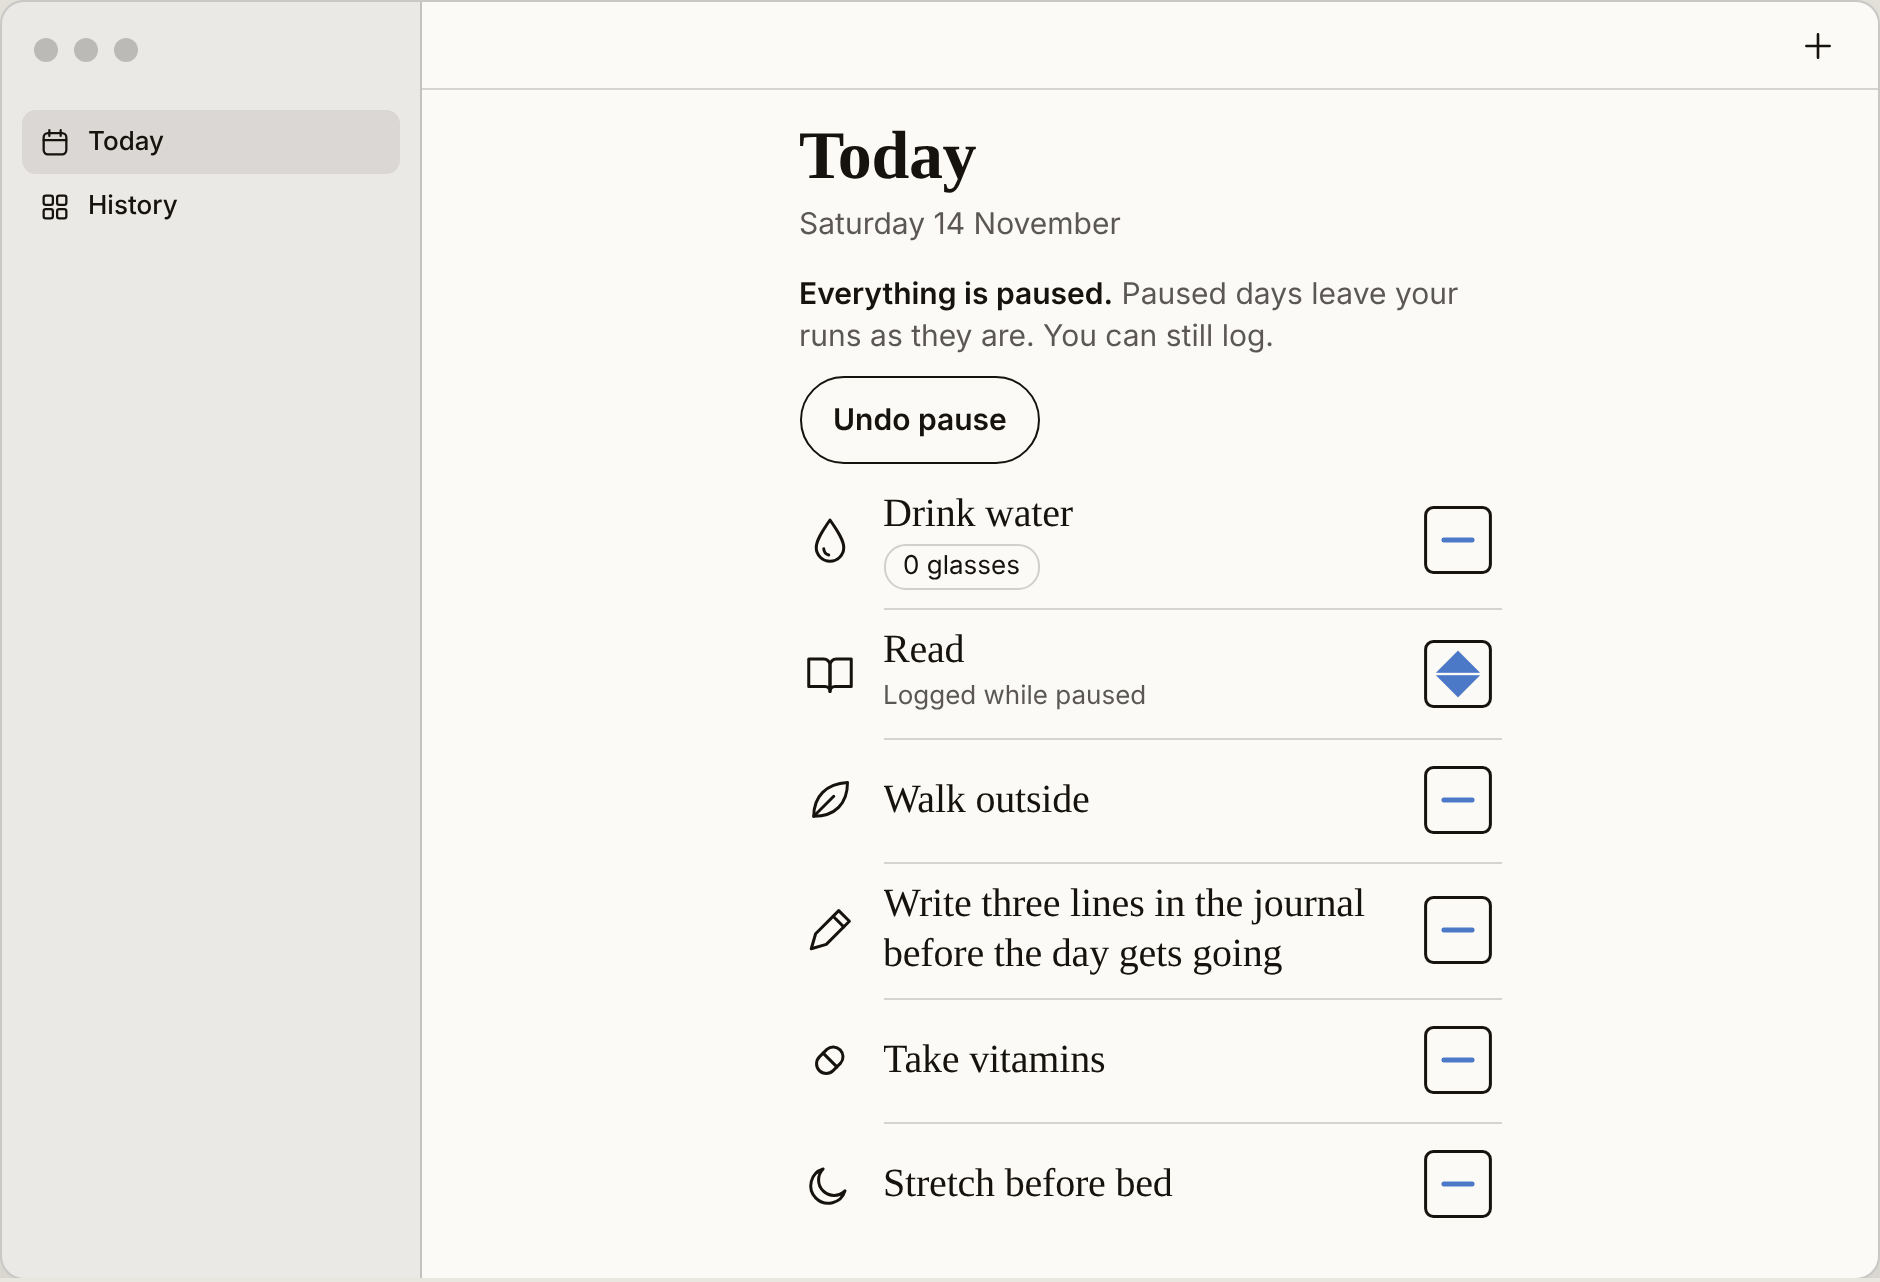 Today
History
Today
Saturday 14 November
Everything is paused. Paused days leave your
runs as they are. You can still log.
Undo pause
Drink water
0 glasses
Read
Logged while paused
Walk outside
Write three lines in the journal
before the day gets going
Take vitamins
Stretch before bed